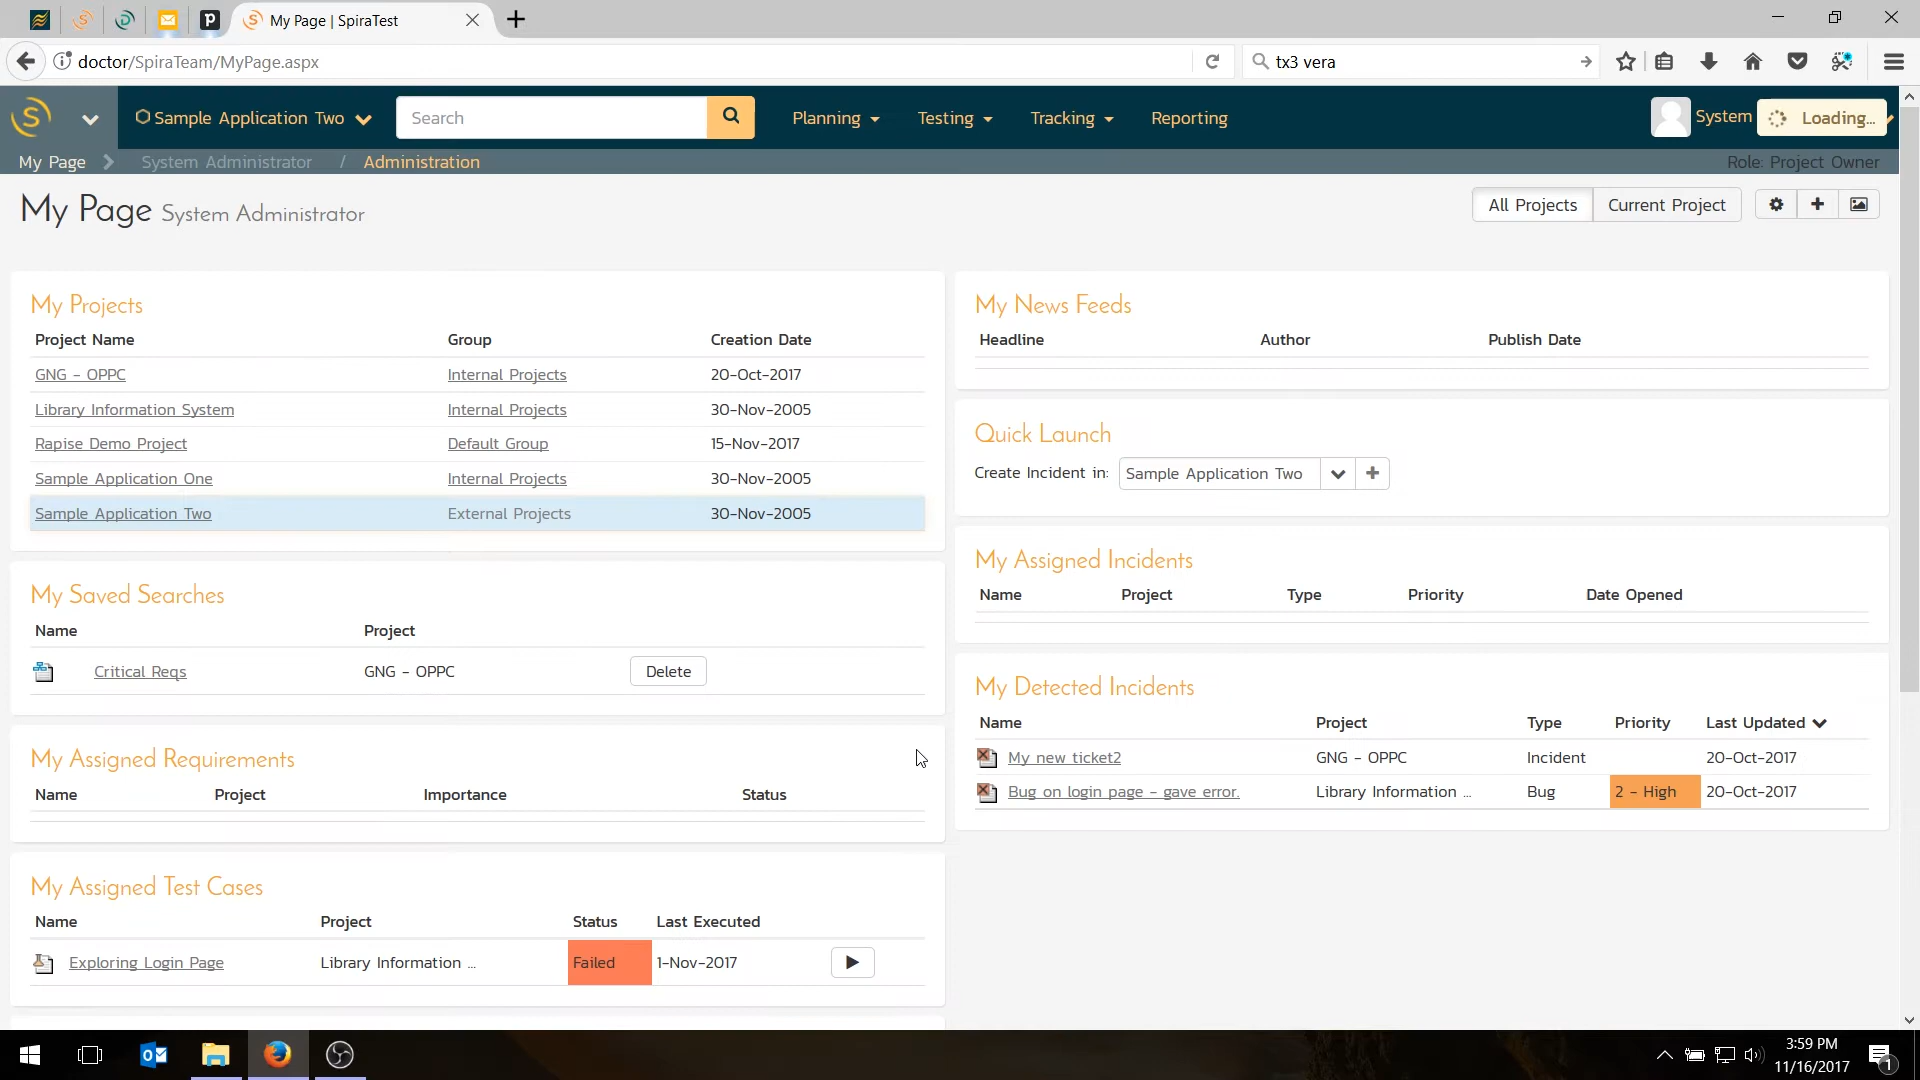 My Page | SpiraTest
doctor/SpiraTeam/MyPage.aspx
tx3 vera
Sample Application Two
Search
Planning
Testing
Tracking
Reporting
System
Loading...
My Page
System Administrator / Administration
Role: Project Owner
My Page System Administrator
All Projects
Current Project
My Projects
Project Name Group Creation Date
GNG - OPPC Internal Projects 20-Oct-2017
Library Information System Internal Projects 30-Nov-2005
Rapise Demo Project Default Group 15-Nov-2017
Sample Application One Internal Projects 30-Nov-2005
Sample Application Two External Projects 30-Nov-2005
My Saved Searches
Name Project
Critical Reqs GNG - OPPC Delete
My Assigned Requirements
Name Project Importance Status
My Assigned Test Cases
Name Project Status Last Executed
Exploring Login Page Library Information ... Failed 1-Nov-2017
My News Feeds
Headline Author Publish Date
Quick Launch
Create Incident in: Sample Application Two
My Assigned Incidents
Name Project Type Priority Date Opened
My Detected Incidents
Name Project Type Priority Last Updated
My new ticket2 GNG - OPPC Incident 20-Oct-2017
Bug on login page - gave error. Library Information ... Bug 2 - High 20-Oct-2017
3:59 PM
11/16/2017
1